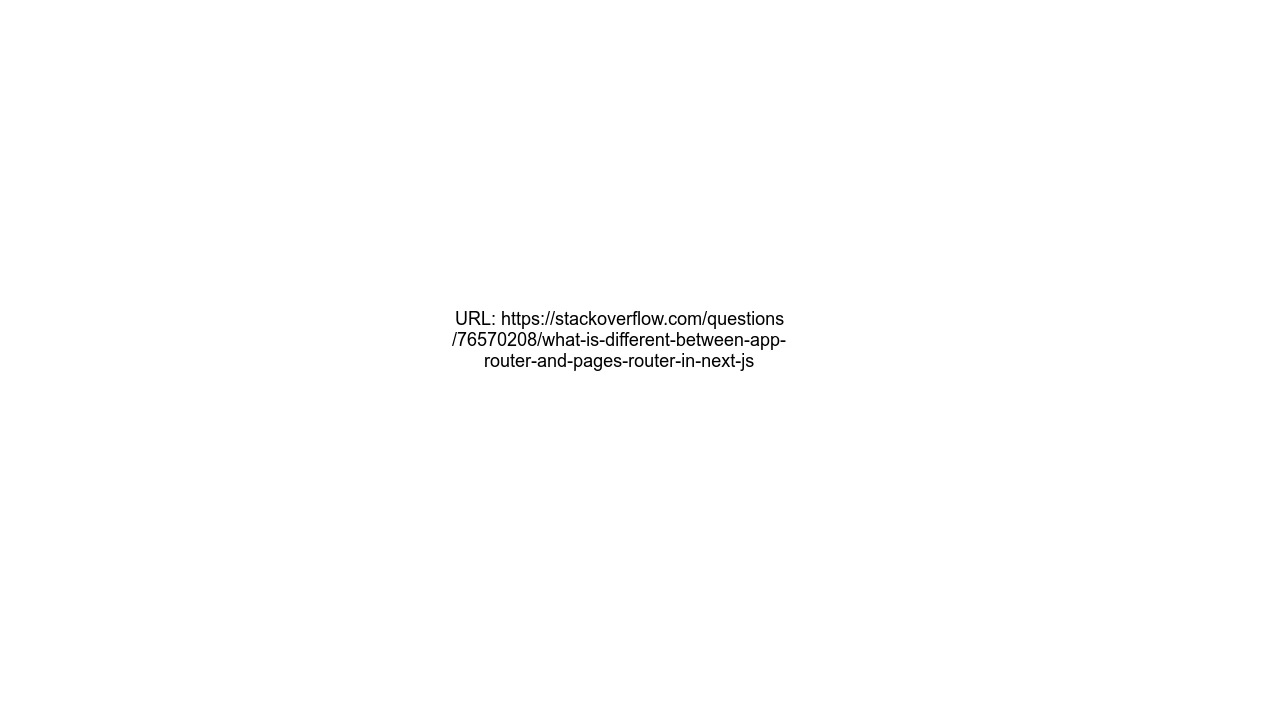 URL: https://stackoverflow.com/questions
/76570208/what-is-different-between-app-
router-and-pages-router-in-next-js